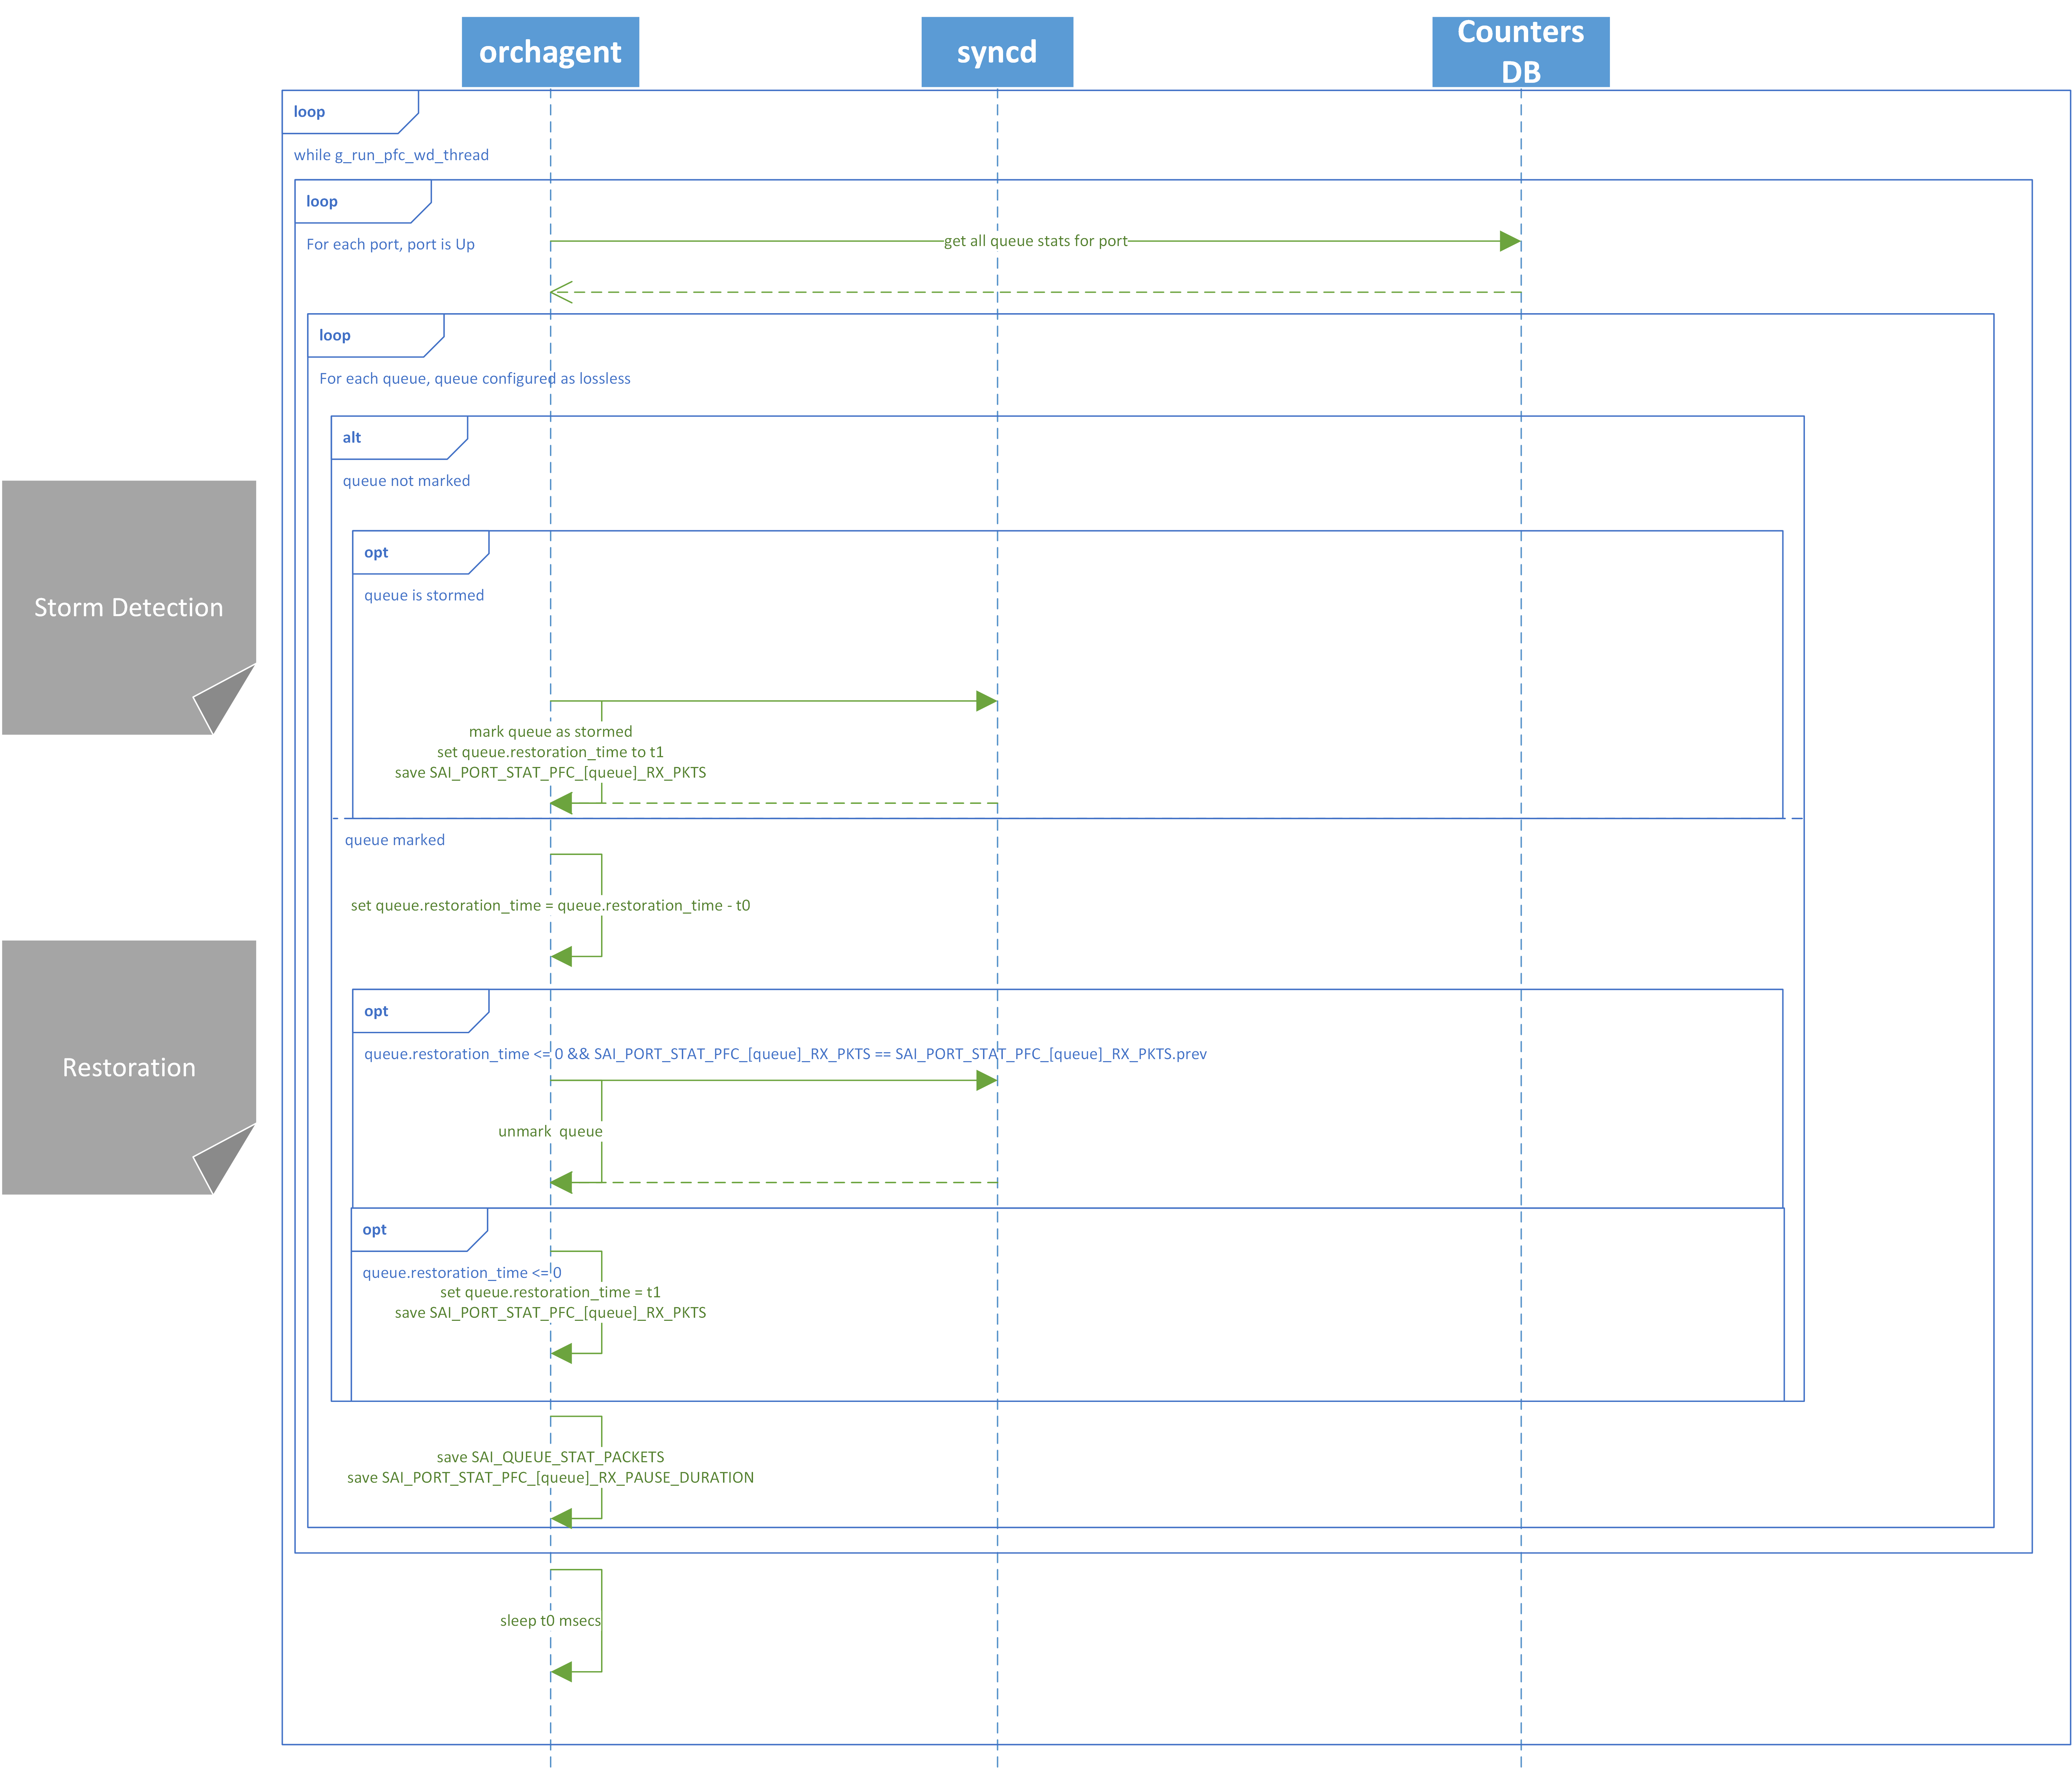 orchagent
syncd
Counters
DB
loop
while g_run_pfc_wd_thread
loop
For each port, port is Up
get all queue stats for port
loop
For each queue, queue configured as lossless
alt
queue not marked
opt
queue is stormed
Storm Detection
mark queue as stormed
set queue.restoration_time to t1
save SAI_PORT_STAT_PFC_[queue]_RX_PKTS
queue marked
set queue.restoration_time = queue.restoration_time - t0
opt
queue.restoration_time <= 0 && SAI_PORT_STAT_PFC_[queue]_RX_PKTS == SAI_PORT_STAT_PFC_[queue]_RX_PKTS.prev
Restoration
unmark  queue
opt
queue.restoration_time <= 0
set queue.restoration_time = t1
save SAI_PORT_STAT_PFC_[queue]_RX_PKTS
save SAI_QUEUE_STAT_PACKETS
save SAI_PORT_STAT_PFC_[queue]_RX_PAUSE_DURATION
sleep t0 msecs